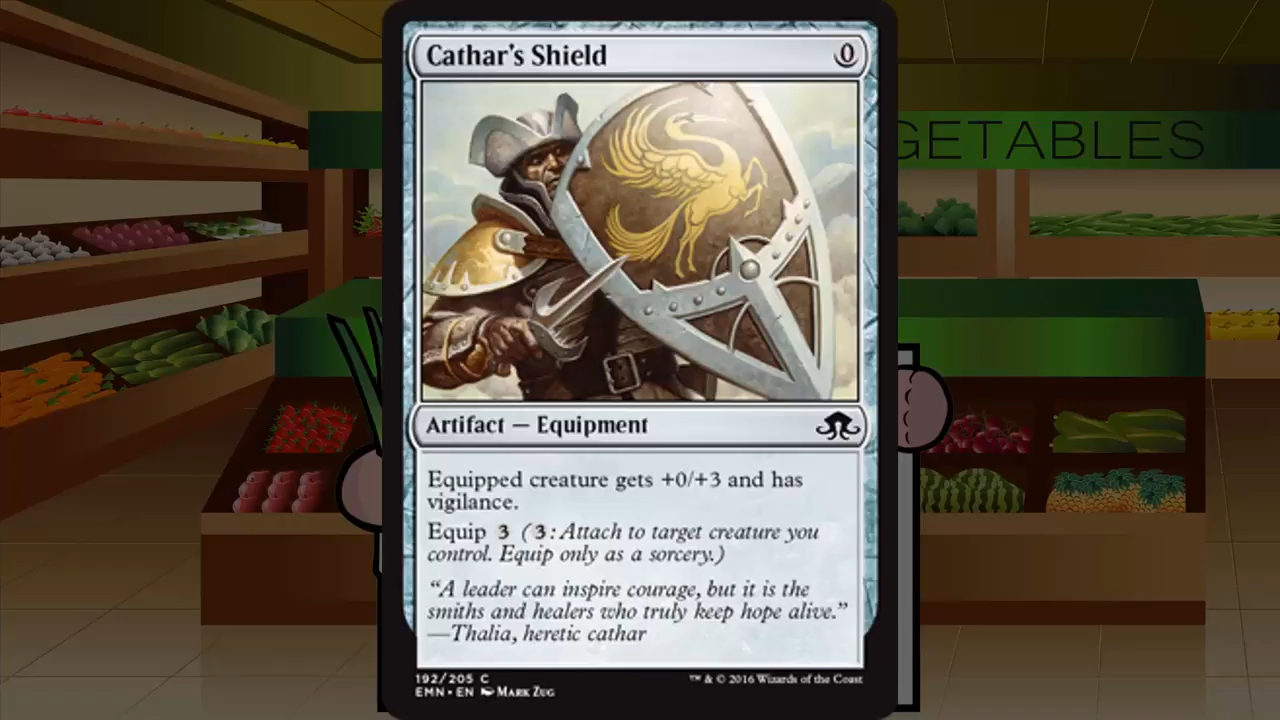 Cathar's Shield 0
GETABLES
Artifact — Equipment
Equipped creature gets +0/+3 and has
vigilance.
Equip 3 (3: Attach to target creature you
control. Equip only as a sorcery.)
"A leader can inspire courage, but it is the
smiths and healers who truly keep hope alive."
—Thalia, heretic cathar
192/205 C
EMN • EN Mark Zug
™ & © 2016 Wizards of the Coast